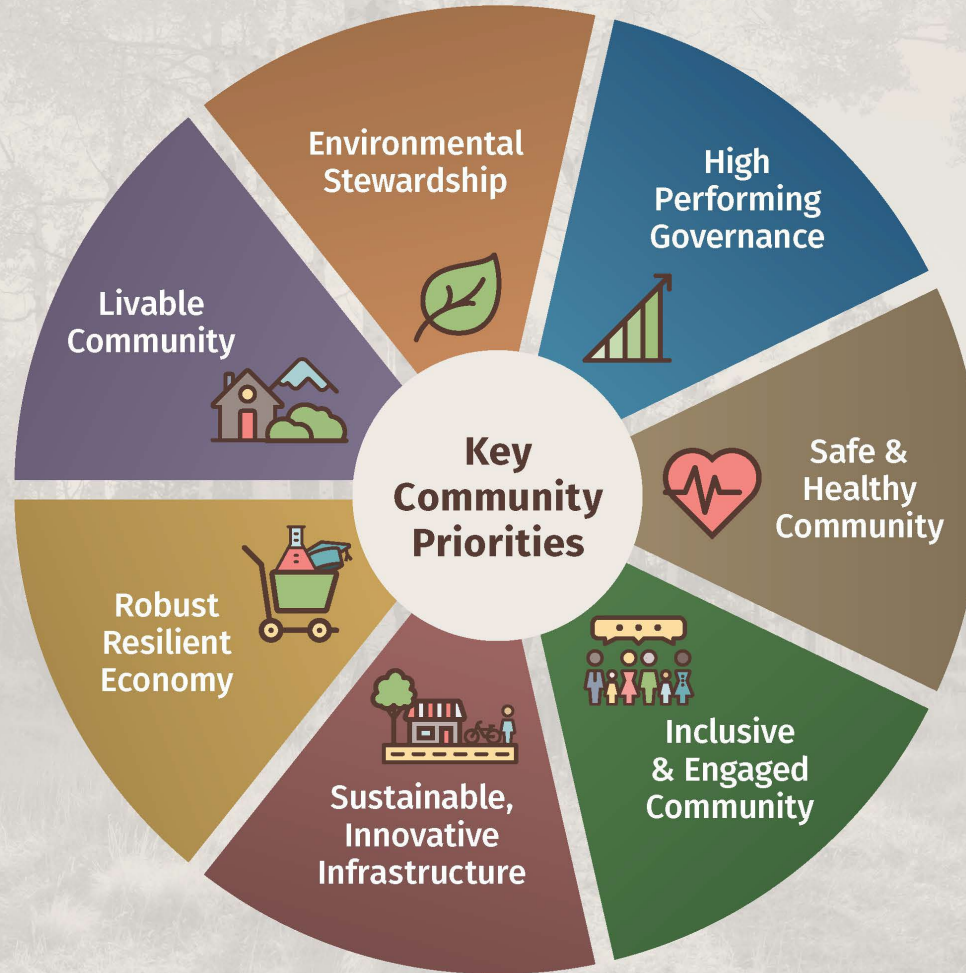 Key
Community
Priorities
Environmental
Stewardship
High
Performing
Governance
Safe &
Healthy
Community
Inclusive
& Engaged
Community
Sustainable,
Innovative
Infrastructure
Robust
Resilient
Economy
Livable
Community